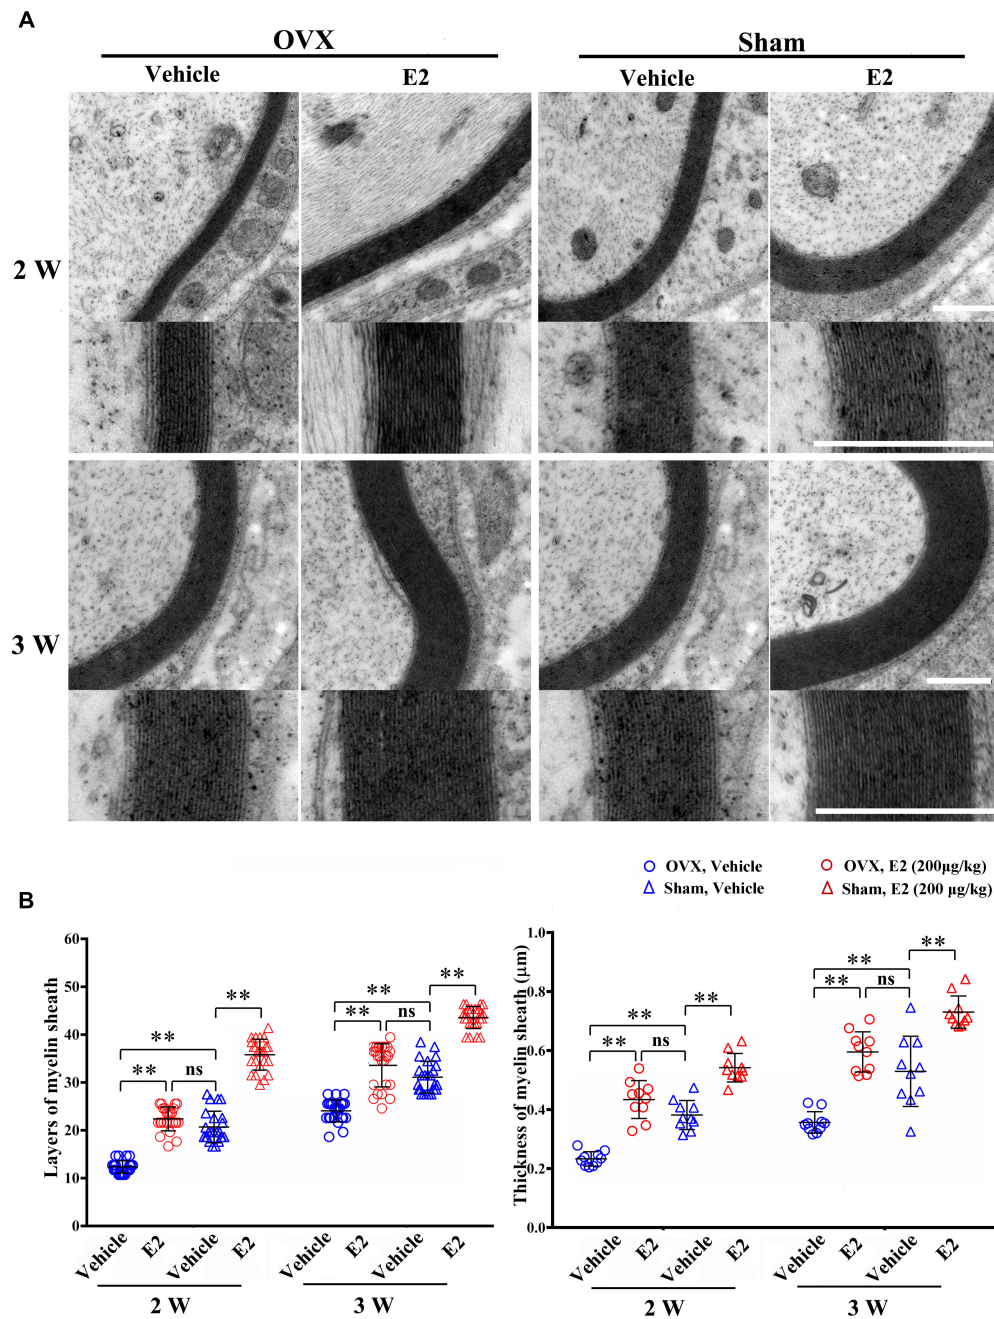 A
OVX Sham
Vehicle E2 Vehicle E2
2 W
3 W
OVX, Vehicle OVX, E2 (200μg/kg)
Sham, Vehicle Sham, E2 (200 μg/kg)
B
Layers of myelin sheath
60
50
40
30
20
10
0
** ** ns ** ** ** ns **
Vehicle E2 Vehicle E2 Vehicle E2 Vehicle E2
2 W 3 W
Thickness of myelin sheath (μm)
1.0
0.8
0.6
0.4
0.2
0.0
** ** ns ** ** ** ns **
Vehicle E2 Vehicle E2 Vehicle E2 Vehicle E2
2 W 3 W